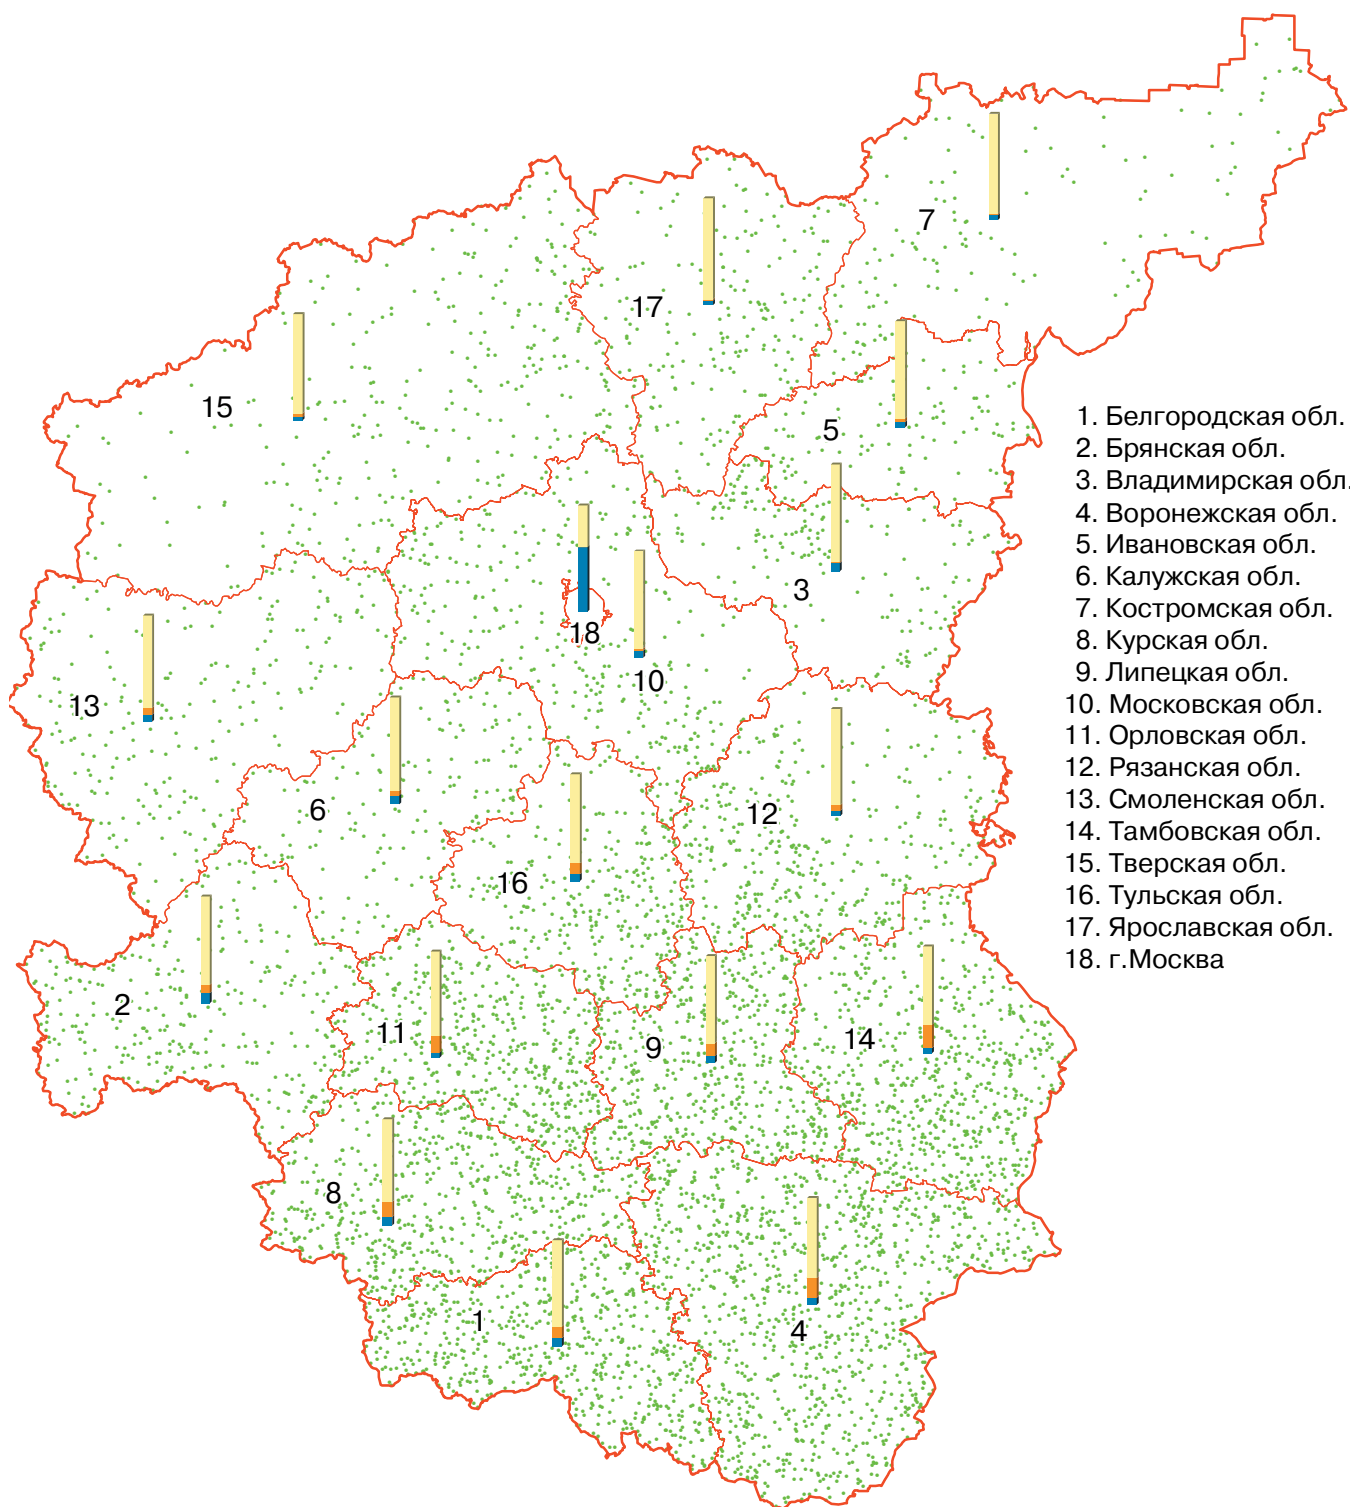 7
17
15
5
3
18
10
13
6
12
16
2
11
9
14
8
1
4
1. Белгородская обл.
2. Брянская обл.
3. Владимирская обл.
4. Воронежская обл.
5. Ивановская обл.
6. Калужская обл.
7. Костромская обл.
8. Курская обл.
9. Липецкая обл.
10. Московская обл.
11. Орловская обл.
12. Рязанская обл.
13. Смоленская обл.
14. Тамбовская обл.
15. Тверская обл.
16. Тульская обл.
17. Ярославская обл.
18. г.Москва